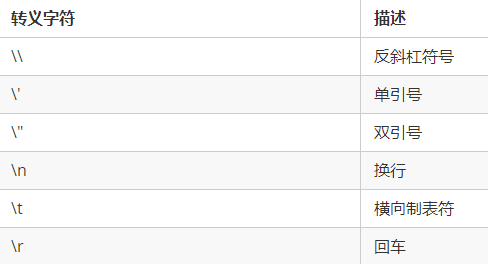 转义字符 描述
\\ 反斜杠符号
\' 单引号
\" 双引号
\n 换行
\t 横向制表符
\r 回车